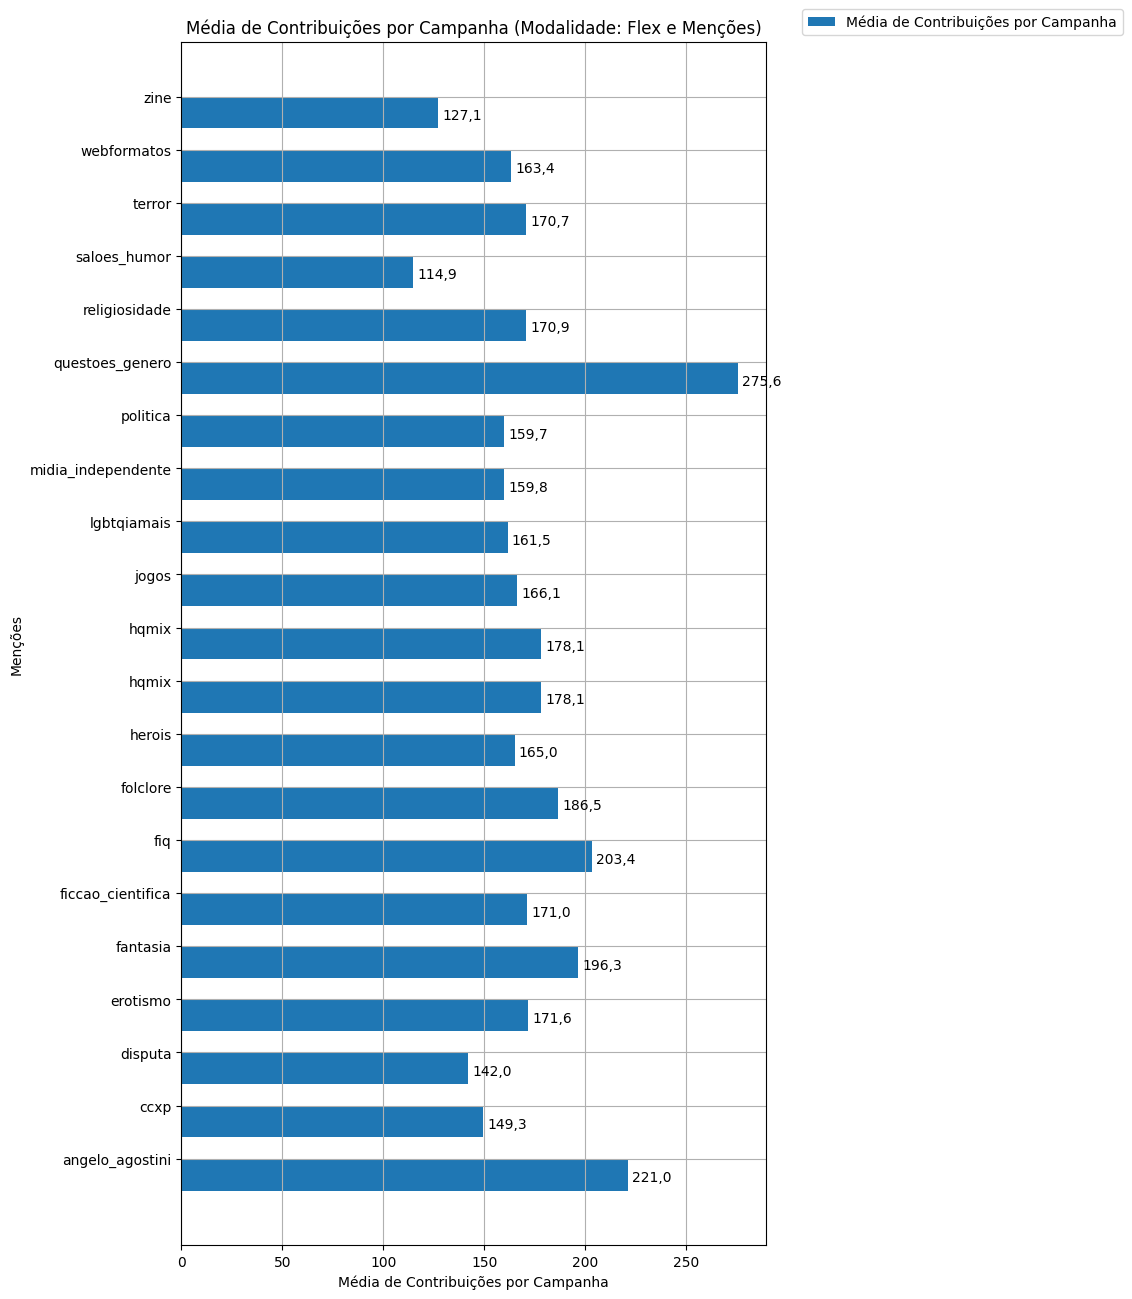 Média de Contribuições por Campanha (Modalidade: Flex e Menções)
Média de Contribuições por Campanha
zine
127,1
webformatos
163,4
terror
170,7
saloes_humor
114,9
religiosidade
170,9
questoes_genero
275,6
politica
159,7
midia_independente
159,8
lgbtqiamais
161,5
jogos
166,1
hqmix
178,1
hqmix
178,1
herois
165,0
folclore
186,5
fiq
203,4
ficcao_cientifica
171,0
fantasia
196,3
erotismo
171,6
disputa
142,0
ccxp
149,3
angelo_agostini
221,0
Menções
0 50 100 150 200 250
Média de Contribuições por Campanha